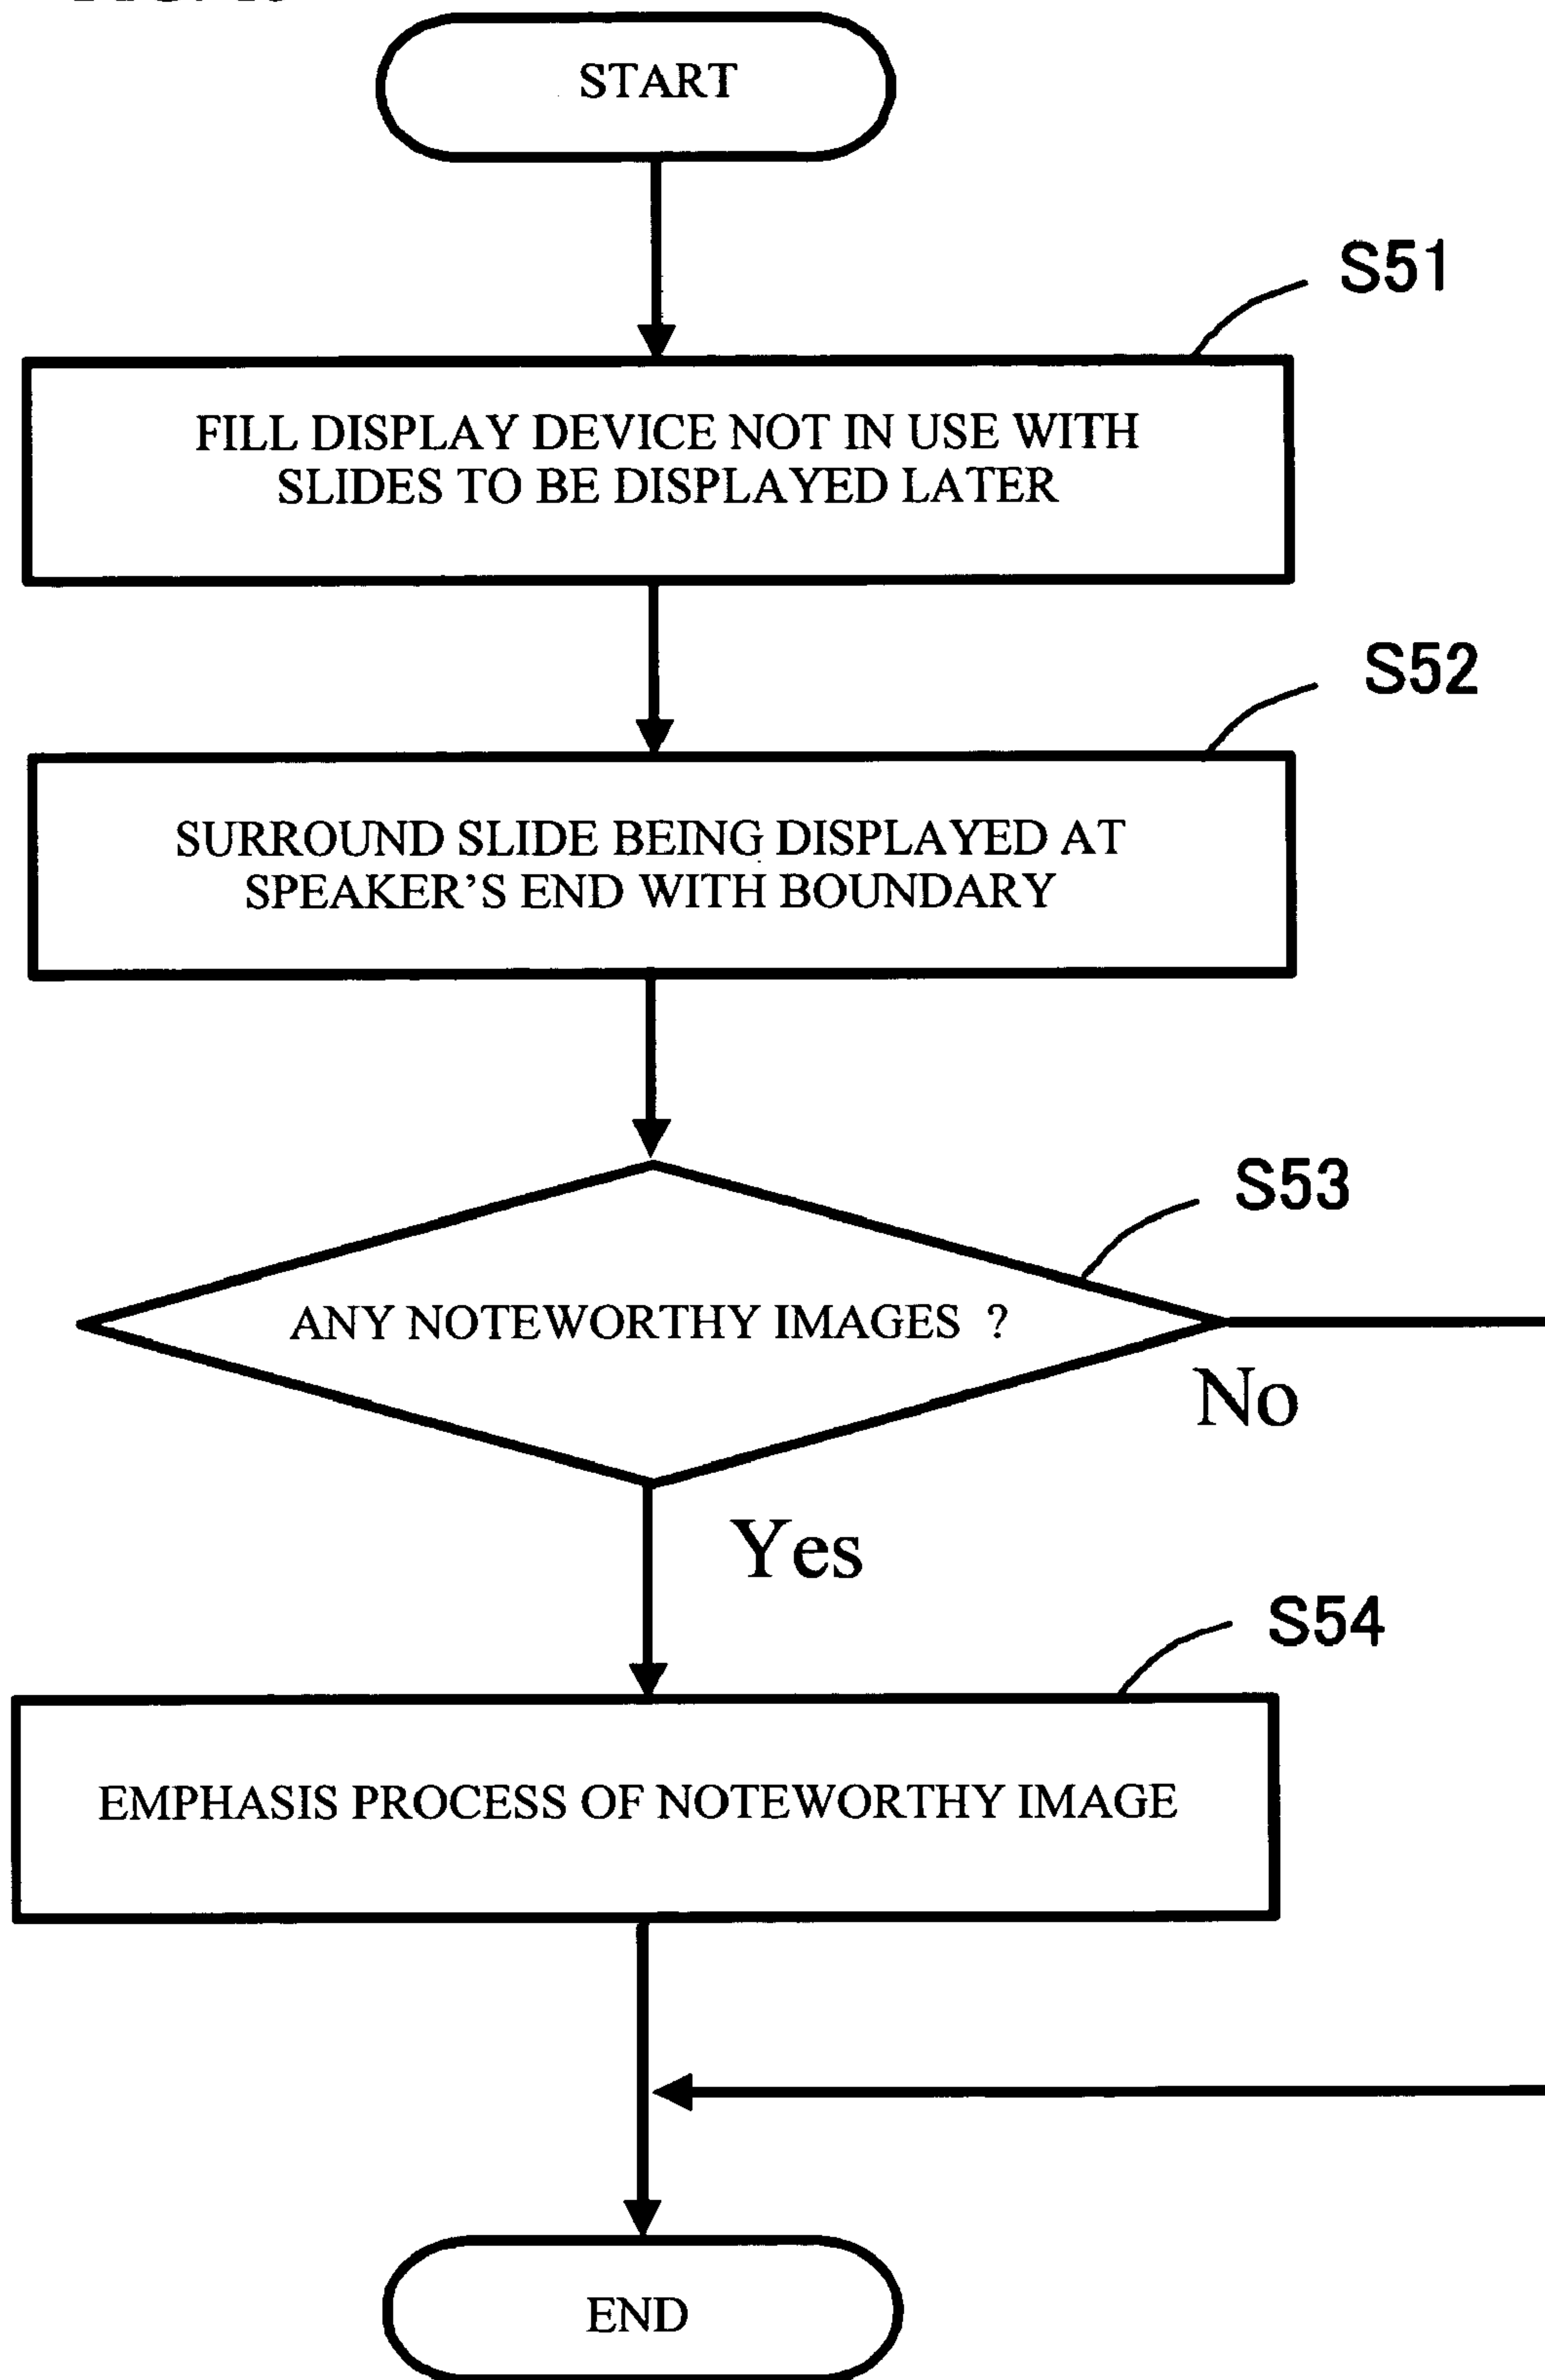 START
S51
FILL DISPLAY DEVICE NOT IN USE WITH
SLIDES TO BE DISPLAYED LATER
S52
SURROUND SLIDE BEING DISPLAYED AT
SPEAKER’S END WITH BOUNDARY
S53
ANY NOTEWORTHY IMAGES ?
No
Yes
S54
EMPHASIS PROCESS OF NOTEWORTHY IMAGE
END